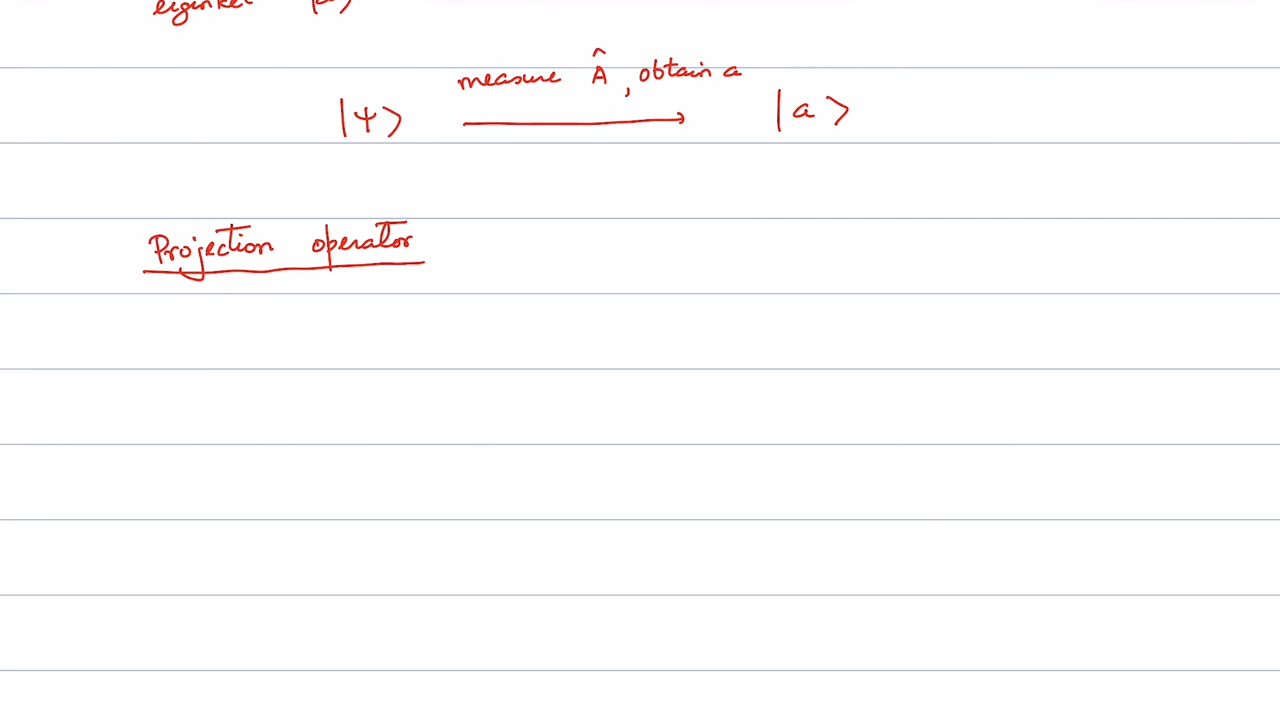 eigenket
measure Â, obtain a
|ψ⟩ ⟶ |a⟩
Projection operator